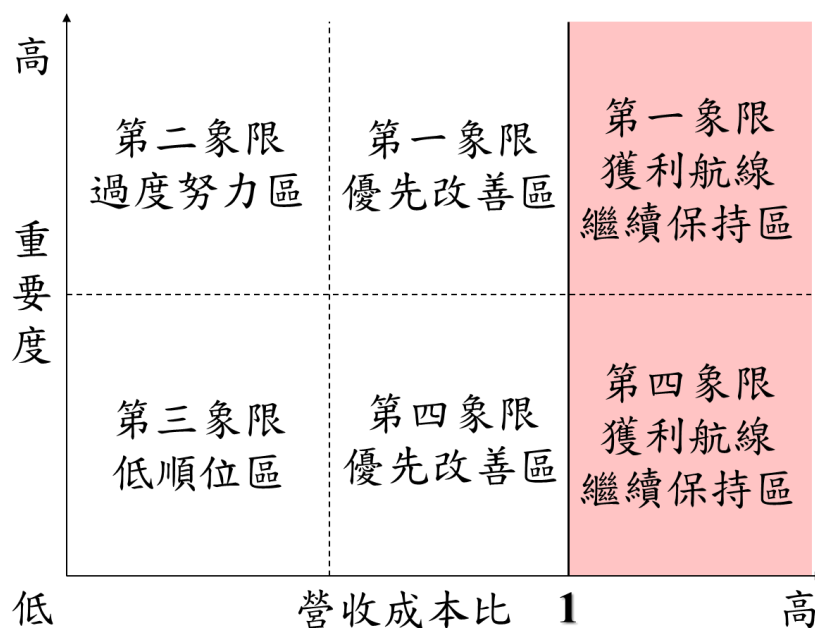 高
第二象限
過度努力區
第一象限
優先改善區
第一象限
獲利航線
繼續保持區
重要度
第三象限
低順位區
第四象限
優先改善區
第四象限
獲利航線
繼續保持區
低
營收成本比
1
高